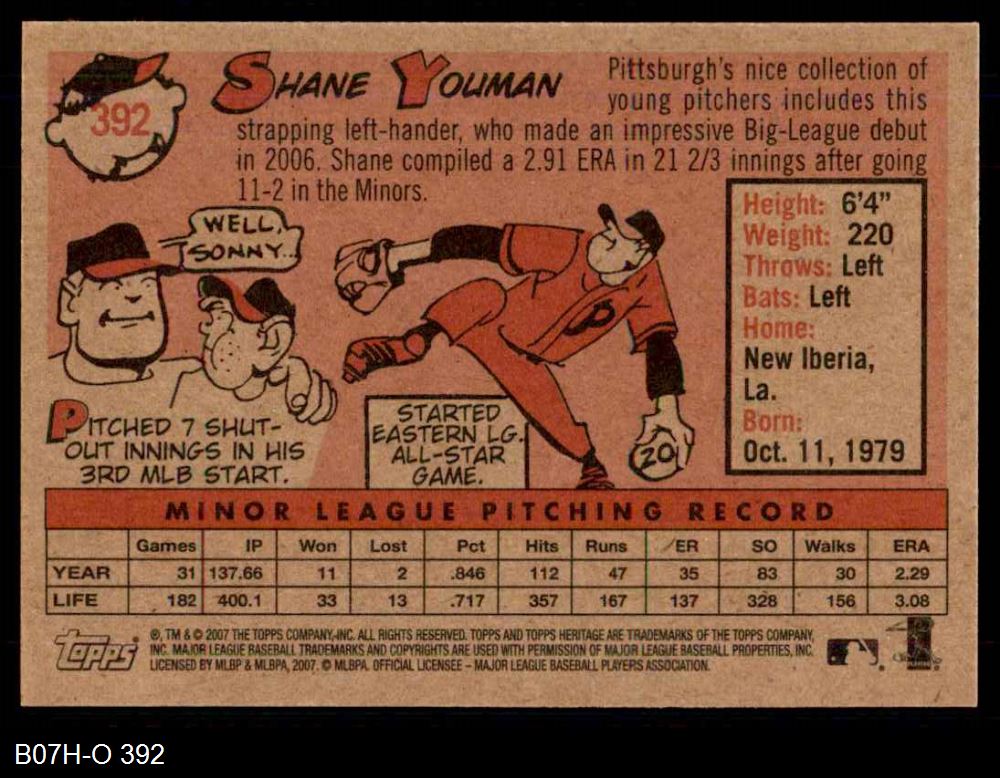 392
SHANE YOUMAN
Pittsburgh's nice collection of
young pitchers includes this
strapping left-hander, who made an impressive Big-League debut
in 2006. Shane compiled a 2.91 ERA in 21 2/3 innings after going
11-2 in the Minors.
WELL,
SONNY...
PITCHED 7 SHUT-
OUT INNINGS IN HIS
3RD MLB START.
P
STARTED
EASTERN LG.
ALL-STAR
GAME.
20
Height: 6'4"
Weight: 220
Throws: Left
Bats: Left
Home:
New Iberia,
La.
Born:
Oct. 11, 1979
MINOR LEAGUE PITCHING RECORD
Games IP Won Lost Pct Hits Runs ER SO Walks ERA
YEAR 31 137.66 11 2 .846 112 47 35 83 30 2.29
LIFE 182 400.1 33 13 .717 357 167 137 328 156 3.08
topps
®, TM & © 2007 THE TOPPS COMPANY, INC. ALL RIGHTS RESERVED. TOPPS AND TOPPS HERITAGE ARE TRADEMARKS OF THE TOPPS COMPANY,
INC. MAJOR LEAGUE BASEBALL TRADEMARKS AND COPYRIGHTS ARE USED WITH PERMISSION OF MAJOR LEAGUE BASEBALL PROPERTIES, INC.
LICENSED BY MLBP & MLBPA, 2007. © MLBPA. OFFICIAL LICENSEE – MAJOR LEAGUE BASEBALL PLAYERS ASSOCIATION.
B07H-O 392